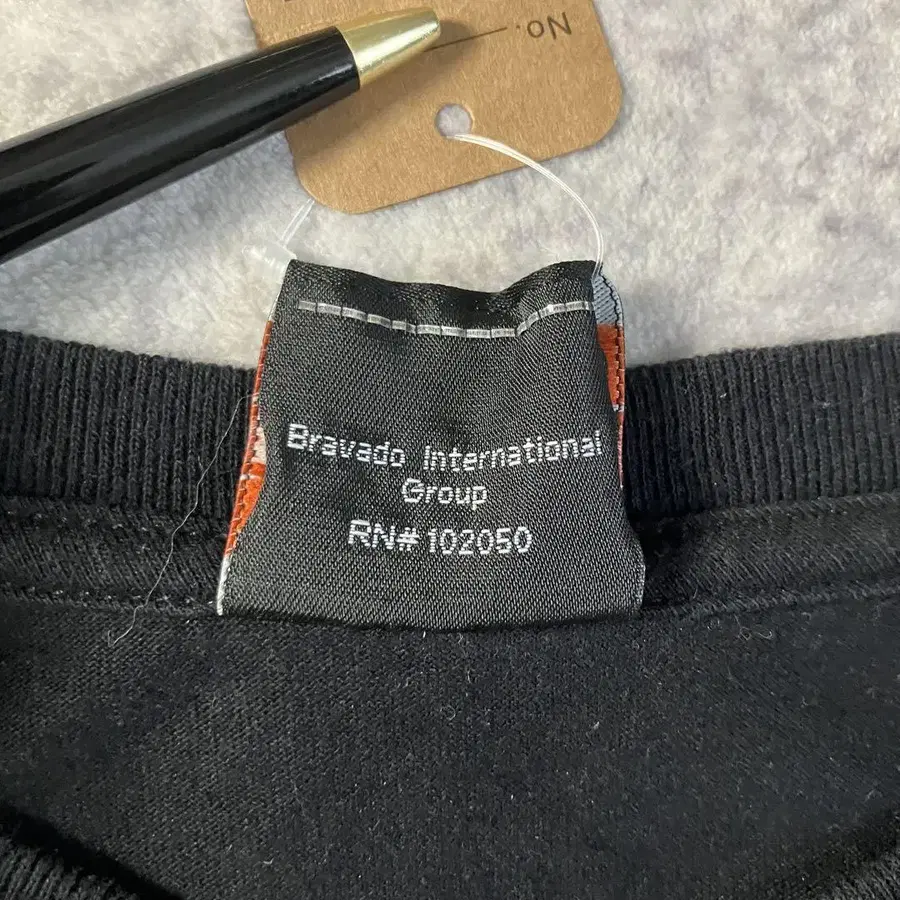 No.
Bravado International
Group
RN# 102050